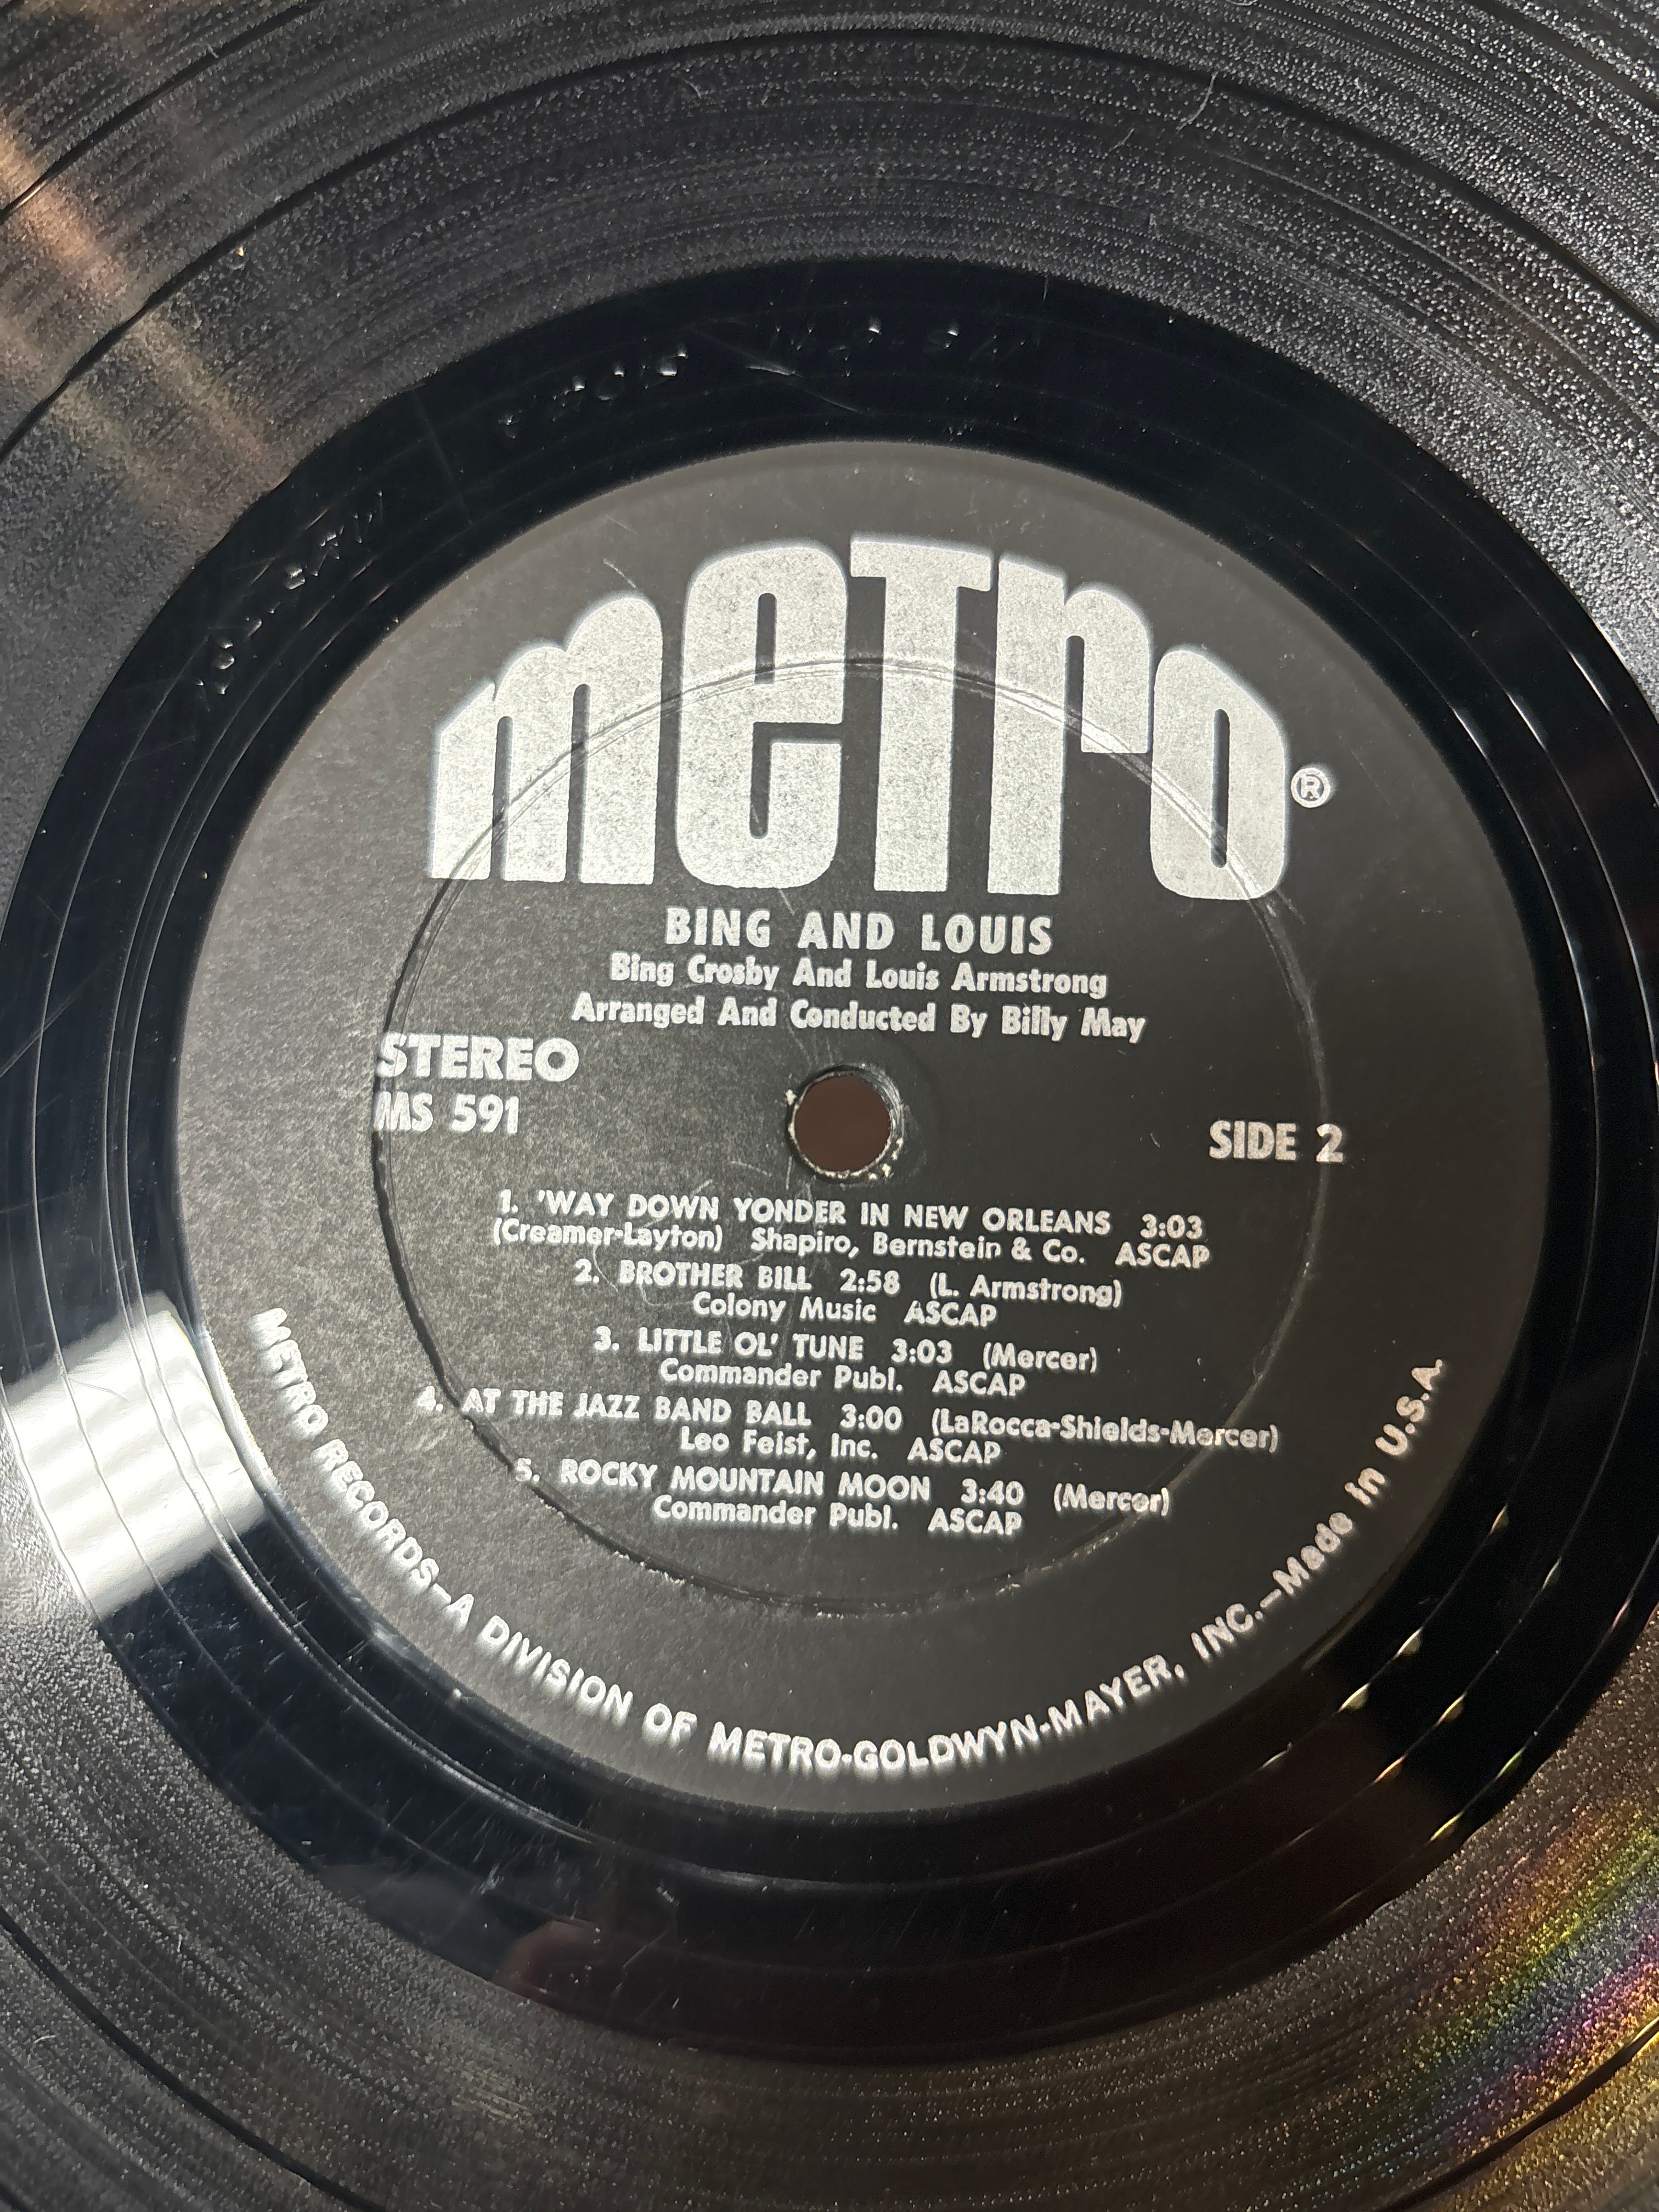 meTro®
BING AND LOUIS
Bing Crosby And Louis Armstrong
Arranged And Conducted By Billy May
STEREO
MS 591
SIDE 2
1. 'WAY DOWN YONDER IN NEW ORLEANS 3:03
(Creamer-Layton) Shapiro, Bernstein & Co. ASCAP
2. BROTHER BILL 2:58 (L. Armstrong)
Colony Music ASCAP
3. LITTLE OL' TUNE 3:03 (Mercer)
Commander Publ. ASCAP
4. AT THE JAZZ BAND BALL 3:00 (LaRocca-Shields-Mercer)
Leo Feist, Inc. ASCAP
5. ROCKY MOUNTAIN MOON 3:40 (Mercer)
Commander Publ. ASCAP
METRO RECORDS—A DIVISION OF METRO-GOLDWYN-MAYER, INC.—Made in U.S.A.